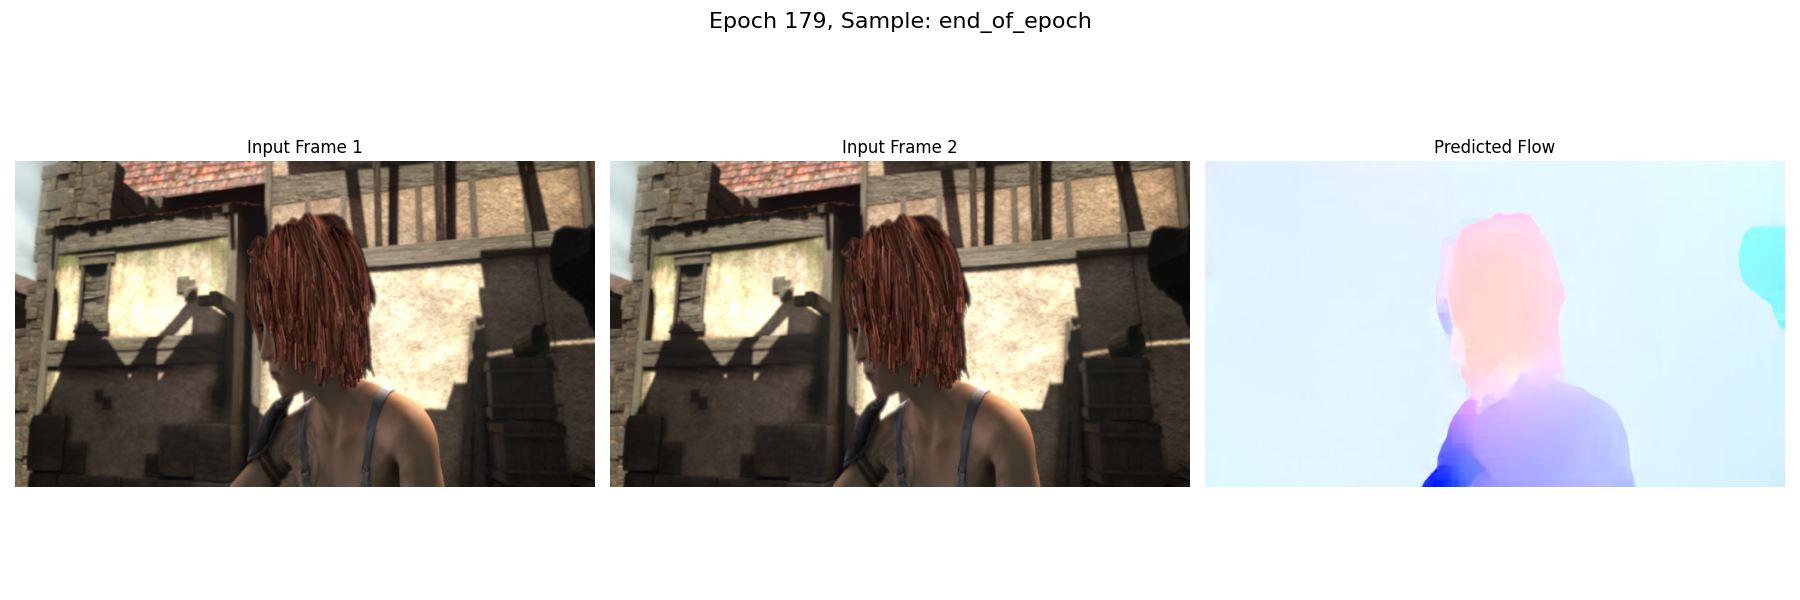 Epoch 179, Sample: end_of_epoch
Input Frame 1
Input Frame 2
Predicted Flow